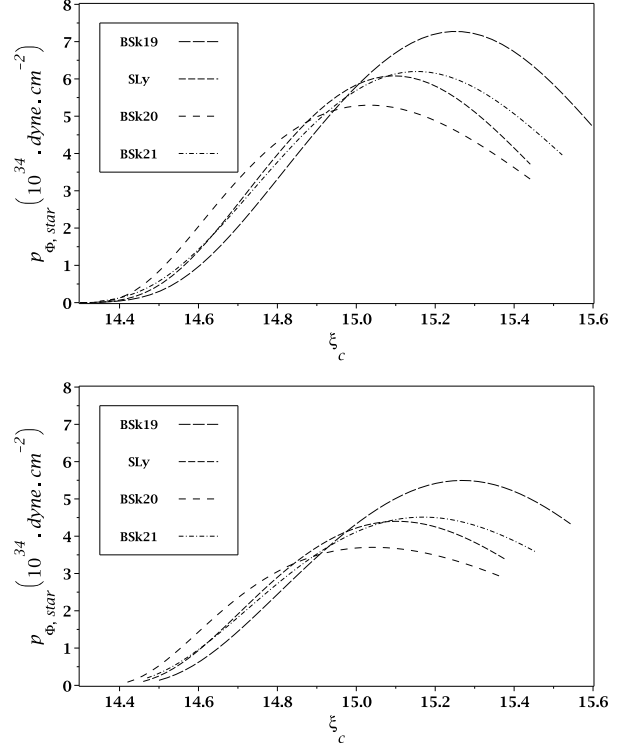 8
7
6
5
4
3
2
1
0
p_Φ, star (10^34 . dyne . cm^−2)
BSk19
SLy
BSk20
BSk21
14.4 14.6 14.8 15.0 15.2 15.4 15.6
ξ_c
8
7
6
5
4
3
2
1
0
p_Φ, star (10^34 . dyne . cm^−2)
BSk19
SLy
BSk20
BSk21
14.4 14.6 14.8 15.0 15.2 15.4 15.6
ξ_c